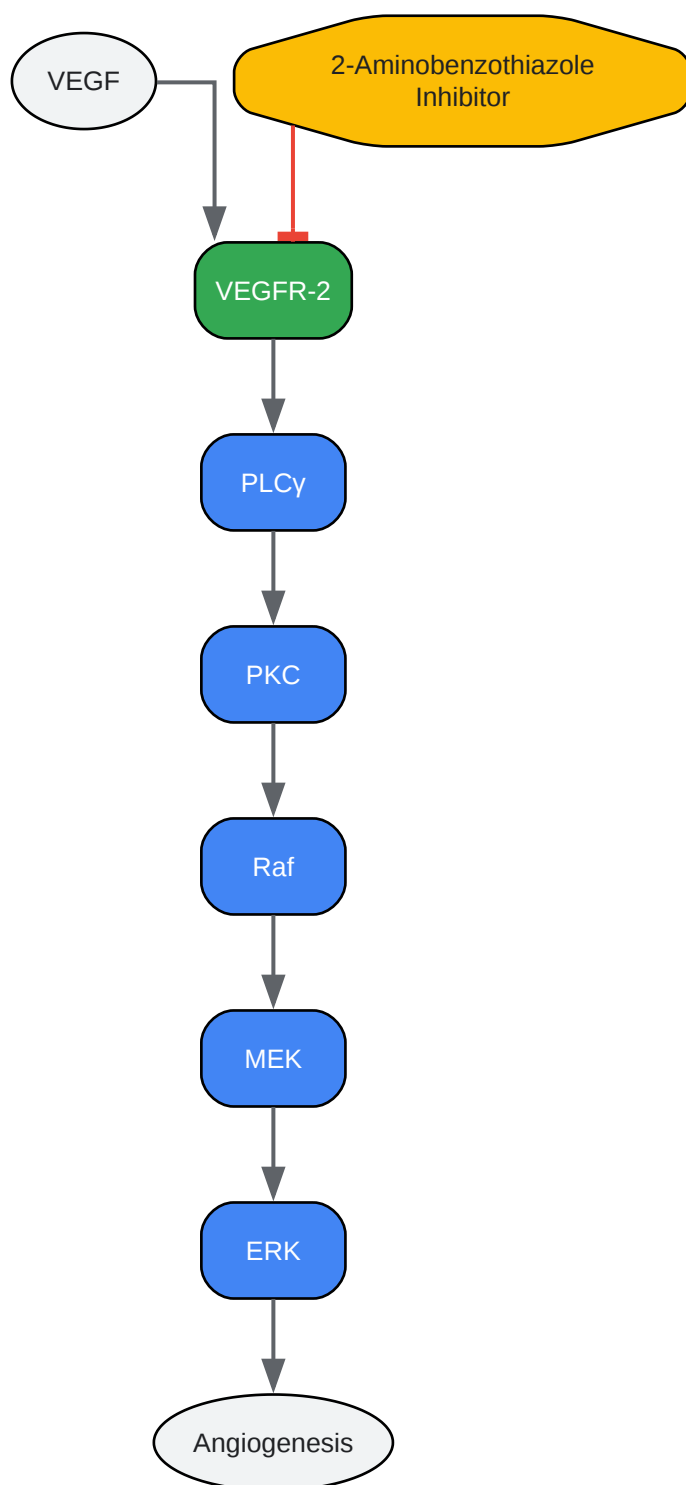 VEGF
2-Aminobenzothiazole
Inhibitor
VEGFR-2
PLCγ
PKC
Raf
MEK
ERK
Angiogenesis